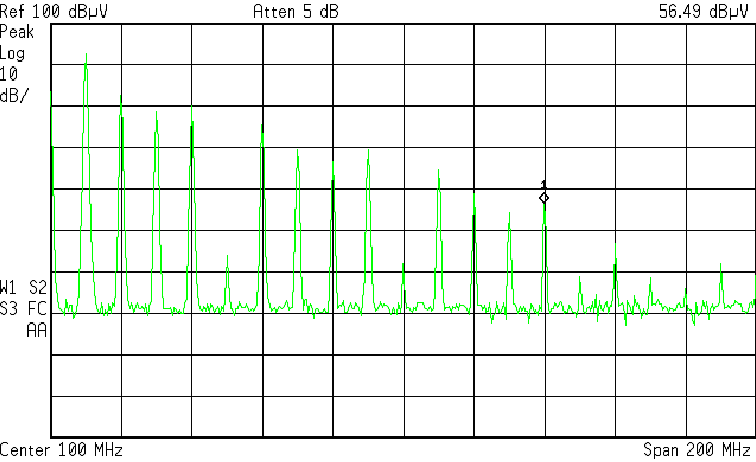 Ref 100 dBµV Atten 5 dB 56.49 dBµV
Peak
Log
10
dB/
1
W1 S2
S3 FC
AA
Center 100 MHz Span 200 MHz